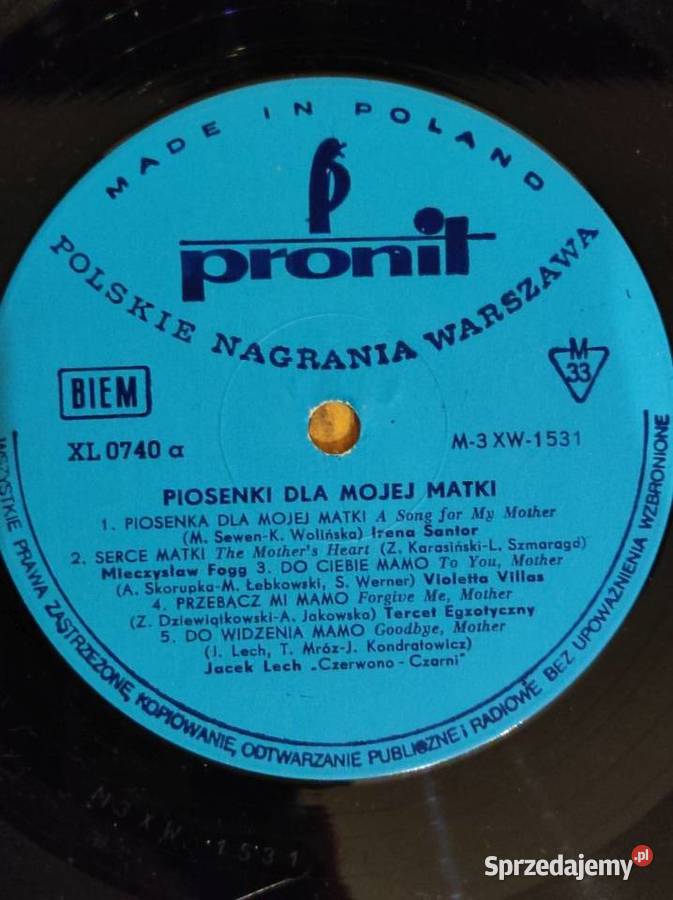 MADE IN POLAND
pronit
POLSKIE NAGRANIA WARSZAWA
BIEM
M
33
XL 0740 α
M-3 XW-1531
PIOSENKI DLA MOJEJ MATKI
1. PIOSENKA DLA MOJEJ MATKI A Song for My Mother
(M. Sewen-K. Wolińska) Irena Santor
2. SERCE MATKI The Mother's Heart (Z. Karasiński-L. Szmaragd)
Mieczysław Fogg 3. DO CIEBIE MAMO To You, Mother
(A. Skorupka-M. Łebkowski, S. Werner) Violetta Villas
4. PRZEBACZ MI MAMO Forgive Me, Mother
(Z. Dziewiątkowski-A. Jakowska) Tercet Egzotyczny
5. DO WIDZENIA MAMO Goodbye, Mother
(J. Lech, T. Mróz-J. Kondratowicz)
Jacek Lech „Czerwono-Czarni"
WSZYSTKIE PRAWA ZASTRZEŻONE, KOPIOWANIE, ODTWARZANIE PUBLICZNE i RADIOWE BEZ UPOWAŻNIENIA WZBRONIONE
M3XW 1531
Sprzedajemy.pl